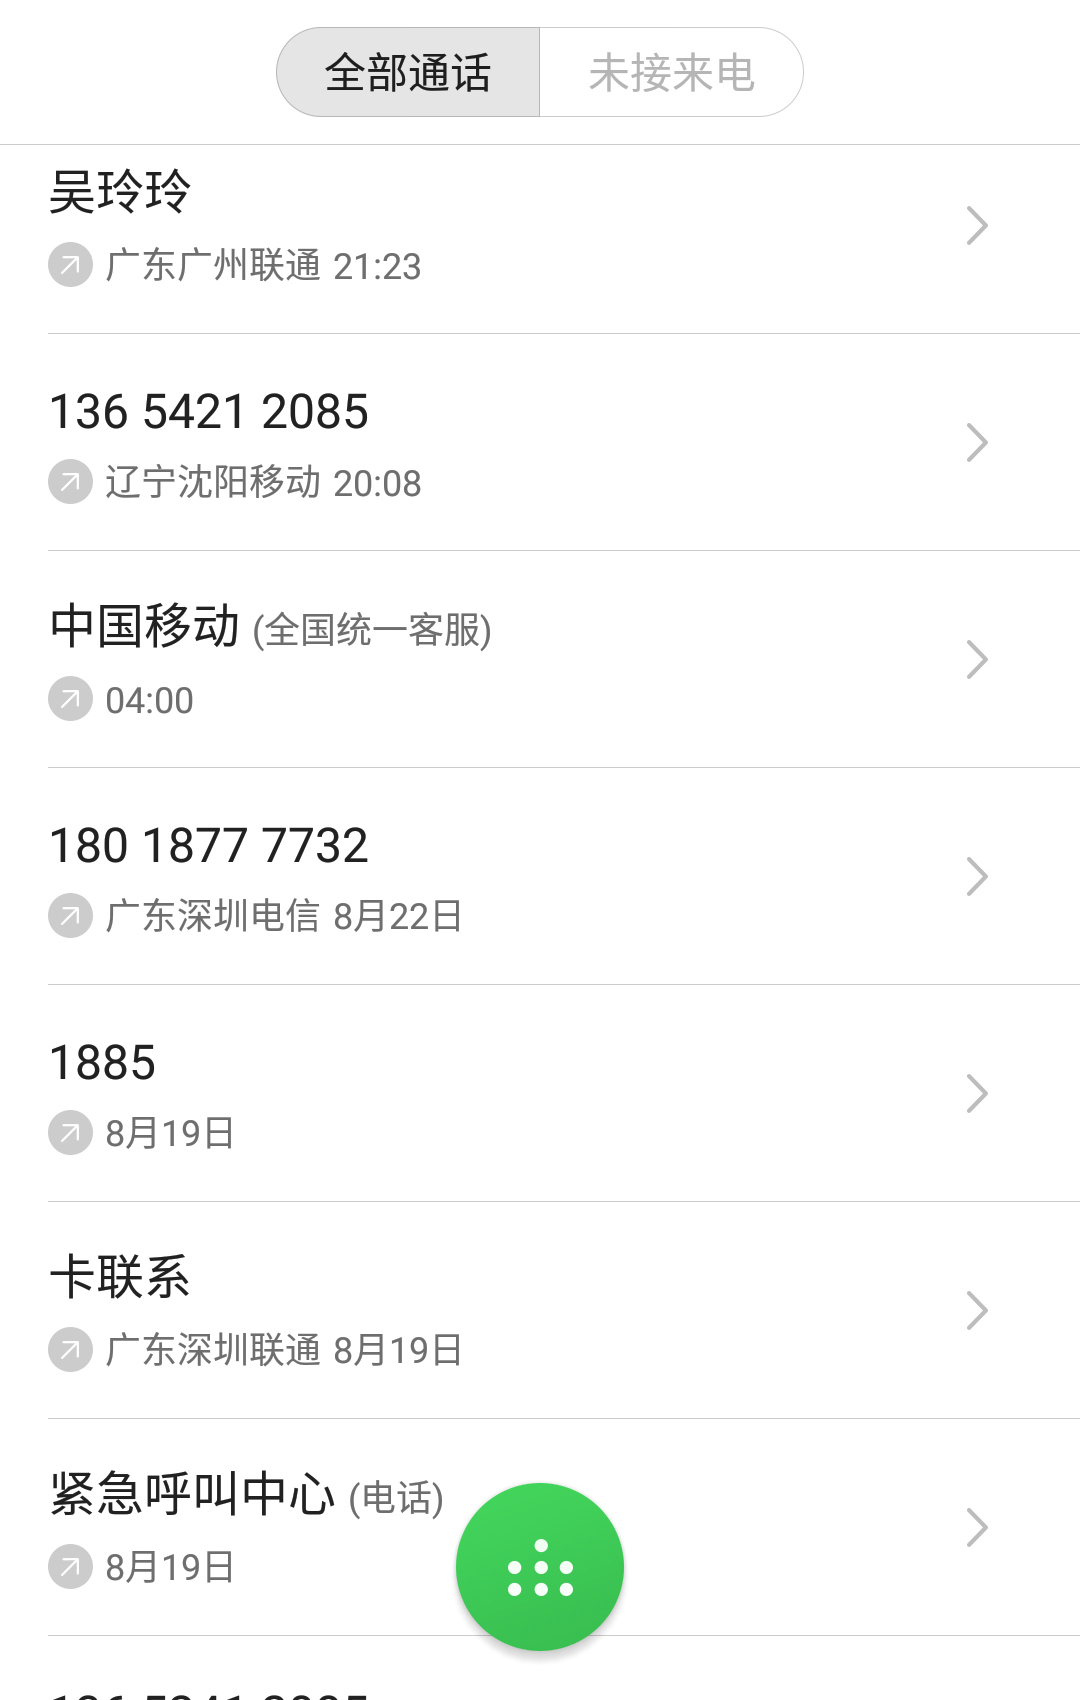 全部通话 未接来电
吴玲玲
广东广州联通 21:23
136 5421 2085
辽宁沈阳移动 20:08
中国移动 (全国统一客服)
04:00
180 1877 7732
广东深圳电信 8月22日
1885
8月19日
卡联系
广东深圳联通 8月19日
紧急呼叫中心 (电话)
8月19日